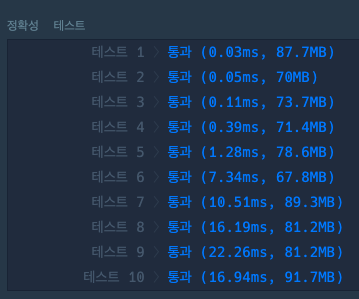 정확성 테스트
테스트 1 〉 통과 (0.03ms, 87.7MB)
테스트 2 〉 통과 (0.05ms, 70MB)
테스트 3 〉 통과 (0.11ms, 73.7MB)
테스트 4 〉 통과 (0.39ms, 71.4MB)
테스트 5 〉 통과 (1.28ms, 78.6MB)
테스트 6 〉 통과 (7.34ms, 67.8MB)
테스트 7 〉 통과 (10.51ms, 89.3MB)
테스트 8 〉 통과 (16.19ms, 81.2MB)
테스트 9 〉 통과 (22.26ms, 81.2MB)
테스트 10 〉 통과 (16.94ms, 91.7MB)